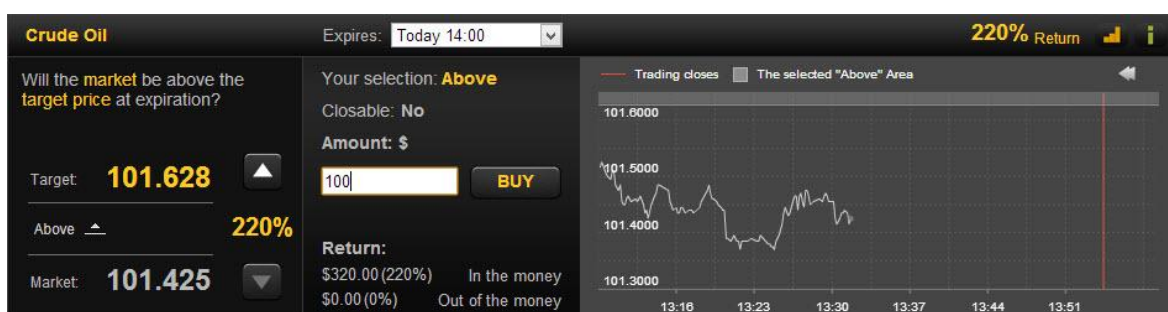 Crude Oil
Expires: Today 14:00
220% Return
Will the market be above the
target price at expiration?
Target: 101.628
Above 220%
Market: 101.425
Your selection: Above
Closable: No
Amount: $
100 BUY
Return:
$320.00 (220%) In the money
$0.00 (0%) Out of the money
Trading closes The selected "Above" Area
101.6000
101.5000
101.4000
101.3000
13:16 13:23 13:30 13:37 13:44 13:51